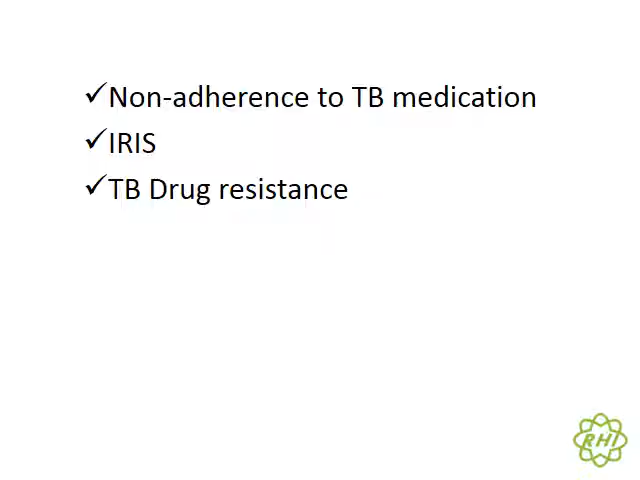 ✓Non-adherence to TB medication
✓IRIS
✓TB Drug resistance
RHI